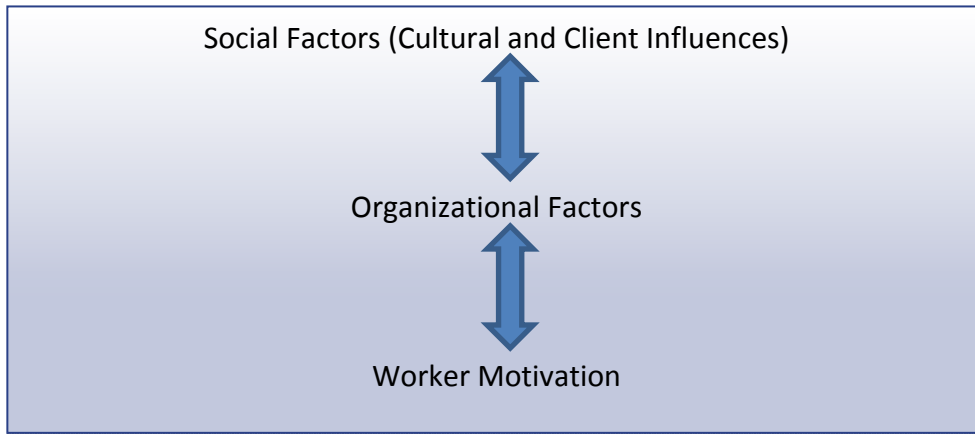 Social Factors (Cultural and Client Influences)
Organizational Factors
Worker Motivation